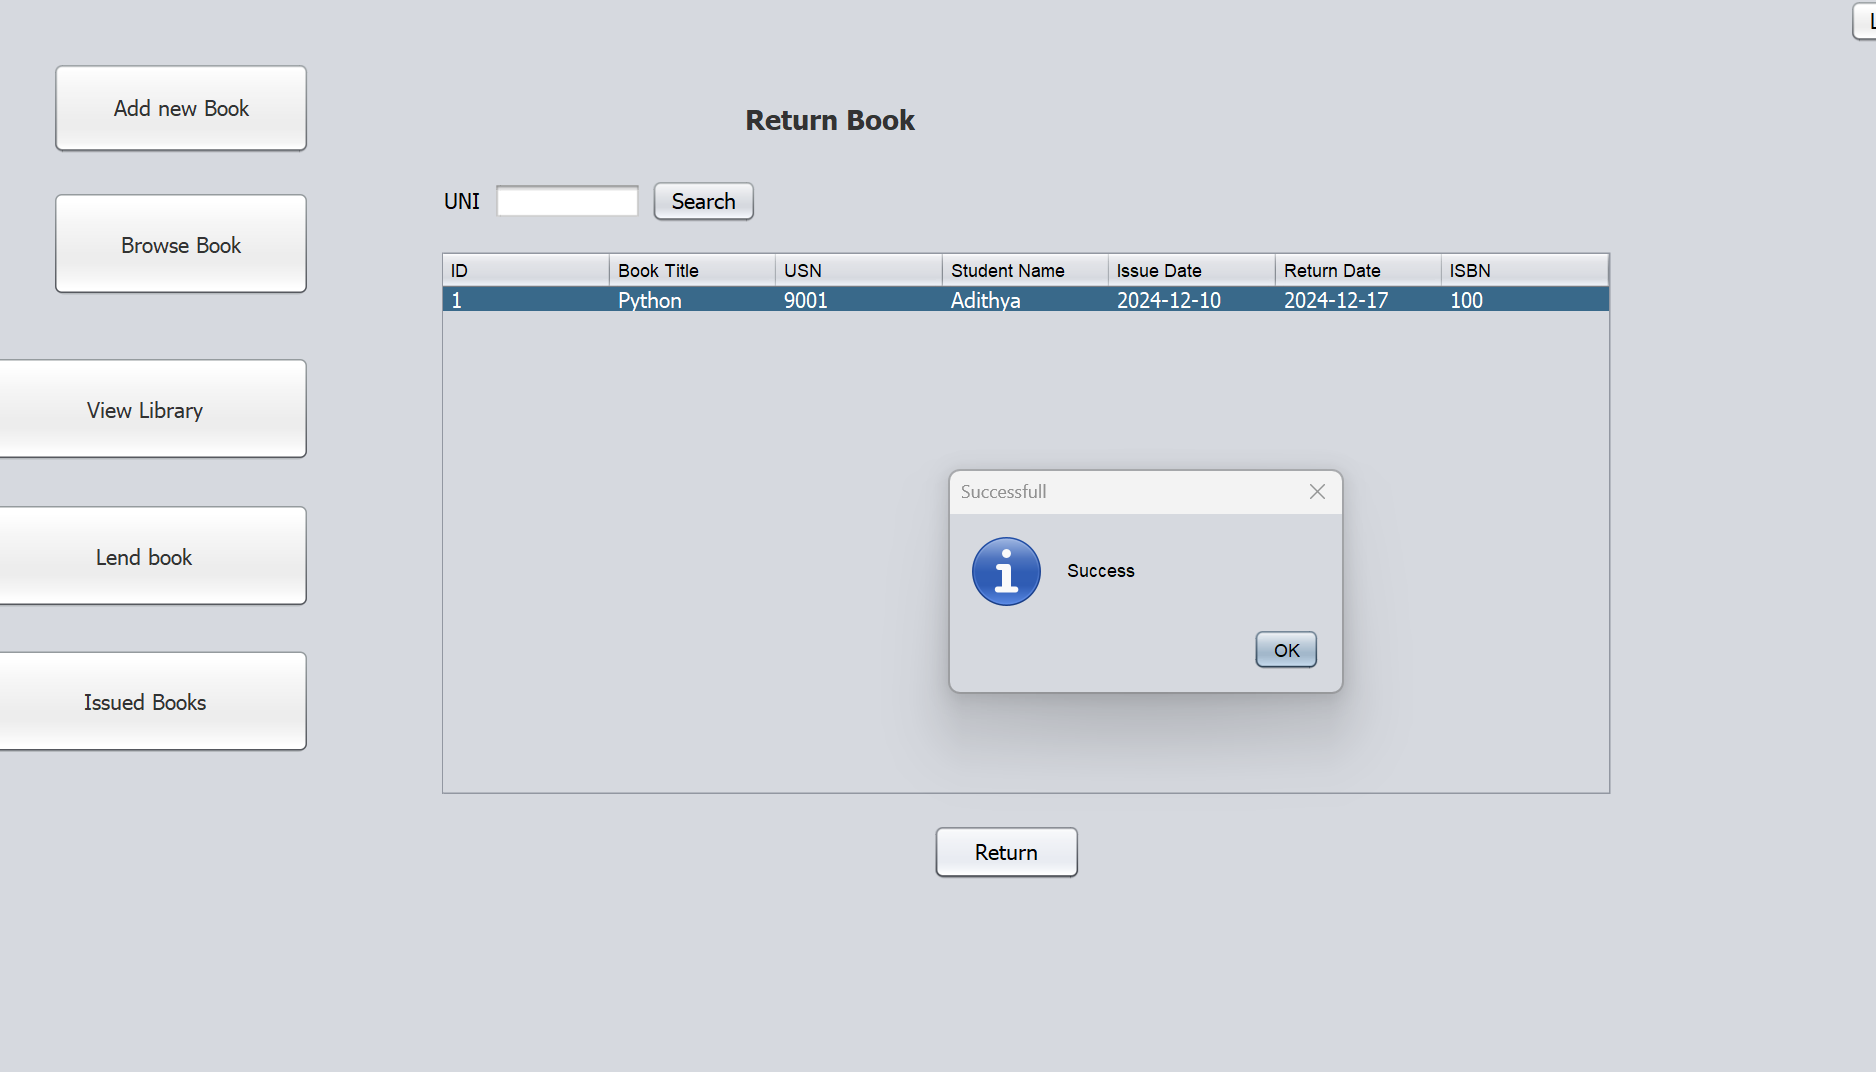 Add new Book
Browse Book
View Library
Lend book
Issued Books
Return Book
UNI Search
ID Book Title USN Student Name Issue Date Return Date ISBN
1 Python 9001 Adithya 2024-12-10 2024-12-17 100
Successfull
Success
OK
Return